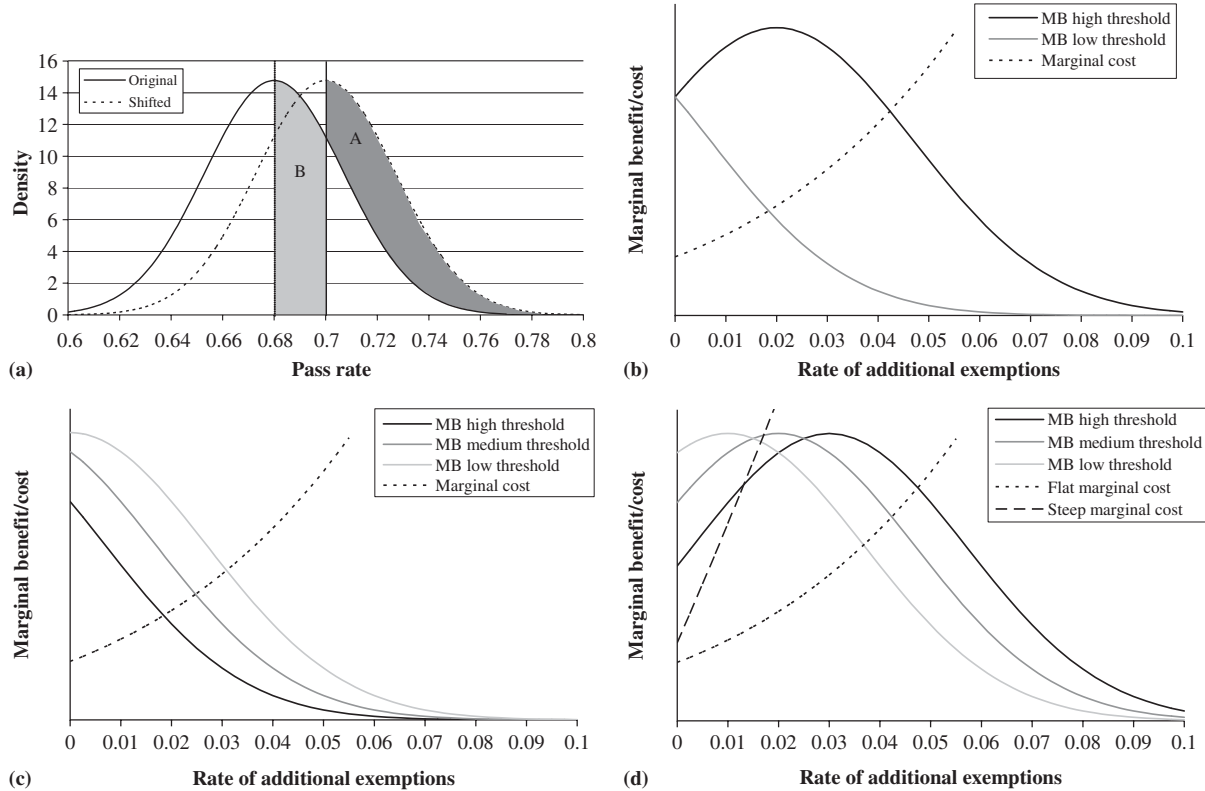 16
14
12
10
8
6
4
2
0
Density
Original
Shifted
A
B
0.6 0.62 0.64 0.66 0.68 0.7 0.72 0.74 0.76 0.78 0.8
(a)
Pass rate
MB high threshold
MB low threshold
Marginal cost
Marginal benefit/cost
0 0.01 0.02 0.03 0.04 0.05 0.06 0.07 0.08 0.09 0.1
(b)
Rate of additional exemptions
MB high threshold
MB medium threshold
MB low threshold
Marginal cost
Marginal benefit/cost
0 0.01 0.02 0.03 0.04 0.05 0.06 0.07 0.08 0.09 0.1
(c)
Rate of additional exemptions
MB high threshold
MB medium threshold
MB low threshold
Flat marginal cost
Steep marginal cost
Marginal benefit/cost
0 0.01 0.02 0.03 0.04 0.05 0.06 0.07 0.08 0.09 0.1
(d)
Rate of additional exemptions